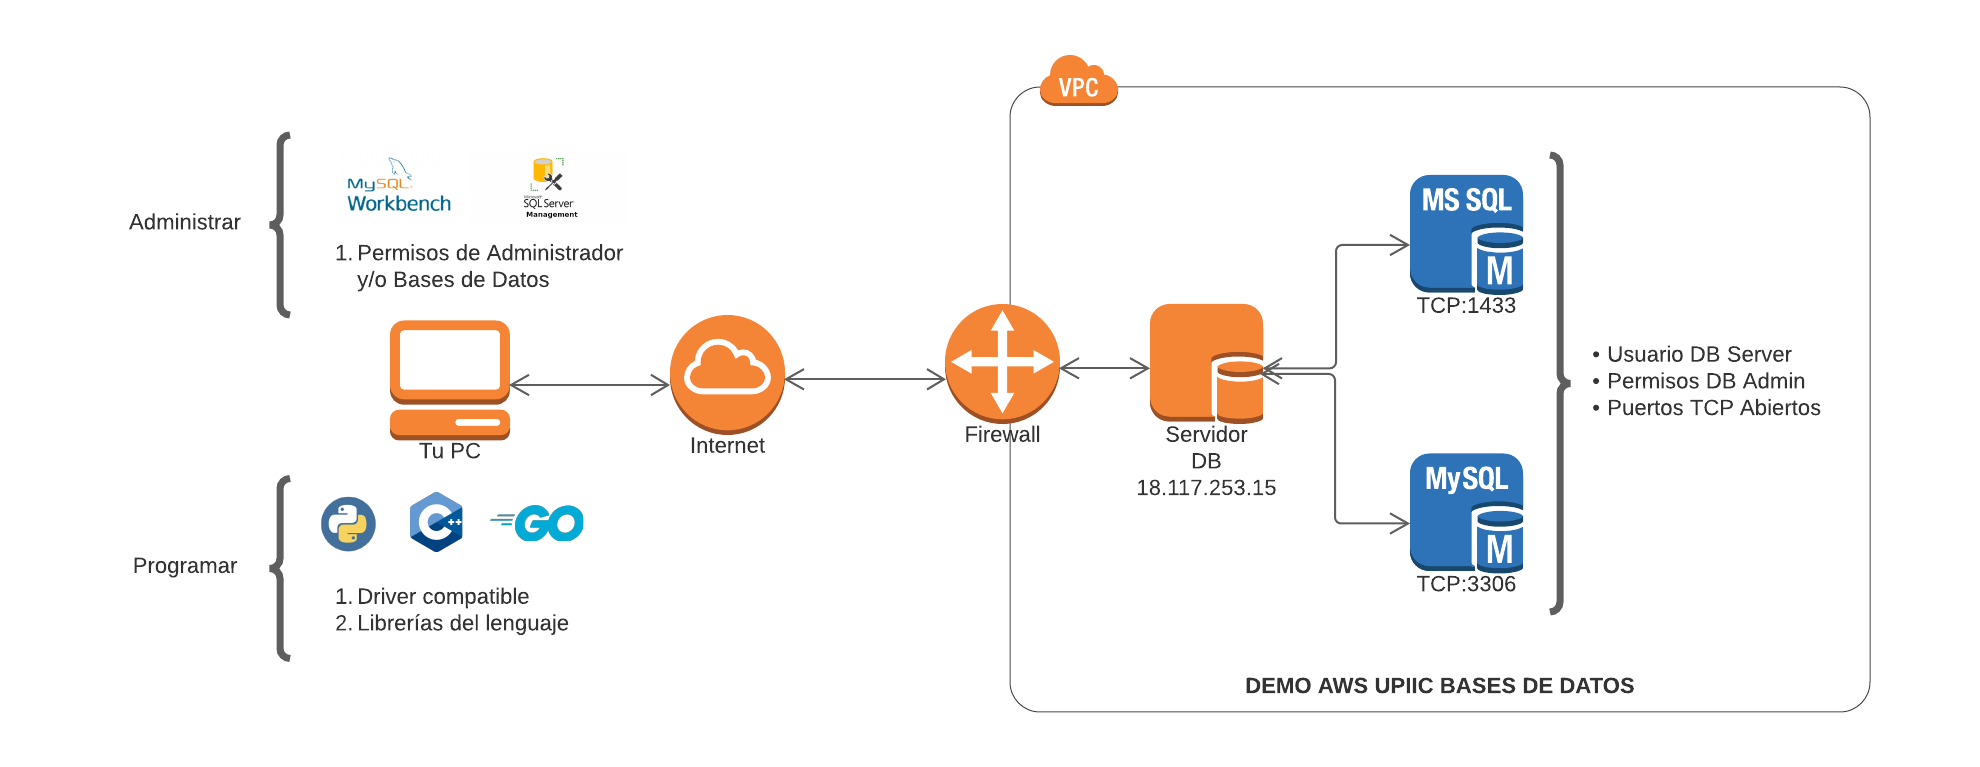 VPC
Administrar
MySQL
Workbench
Microsoft
SQL Server
Management
1. Permisos de Administrador
y/o Bases de Datos
MS SQL
M
TCP:1433
• Usuario DB Server
• Permisos DB Admin
• Puertos TCP Abiertos
Tu PC
Internet
Firewall
Servidor
DB
18.117.253.15
MySQL
M
TCP:3306
Programar
C++
GO
1. Driver compatible
2. Librerías del lenguaje
DEMO AWS UPIIC BASES DE DATOS